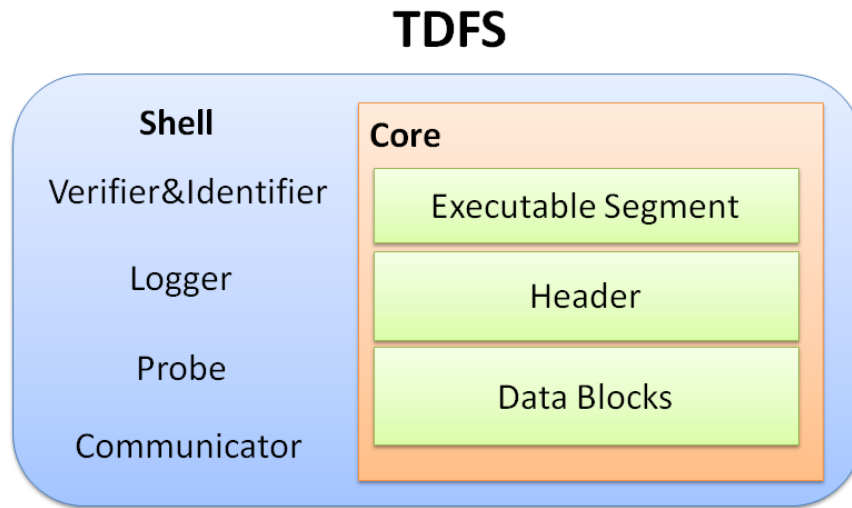 TDFS
Shell
Verifier&Identifier
Logger
Probe
Communicator
Core
Executable Segment
Header
Data Blocks